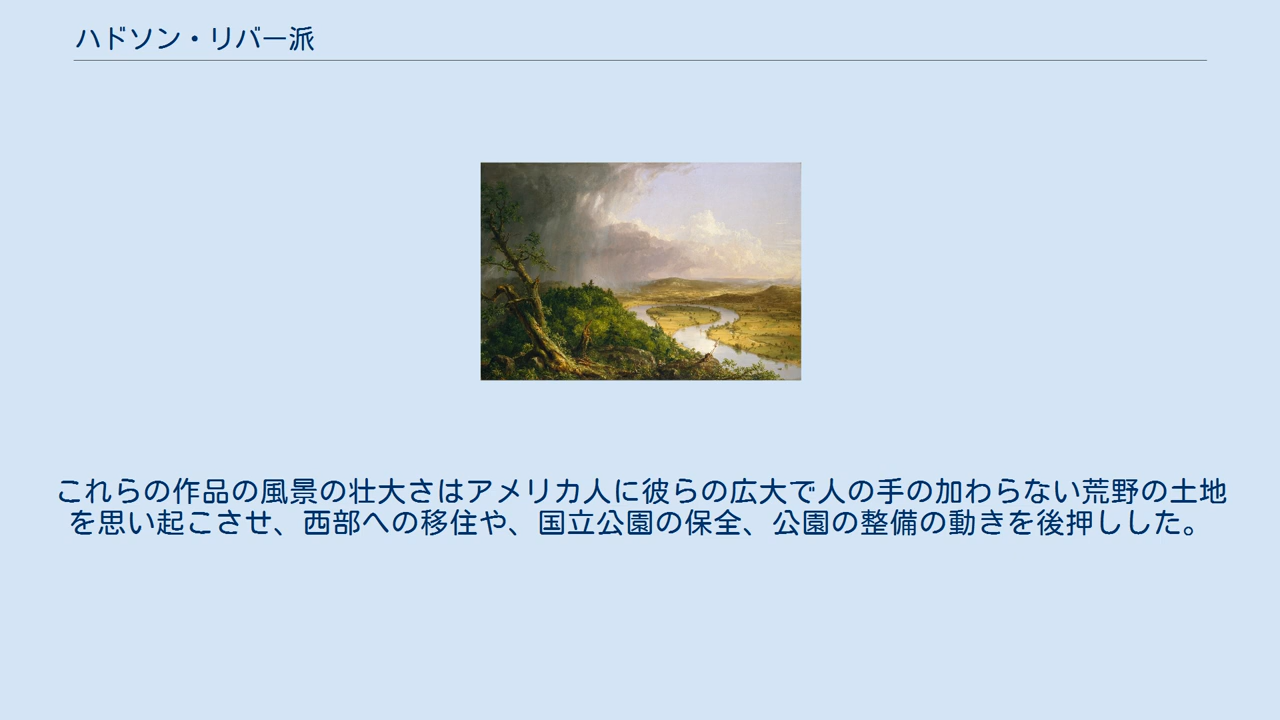 ハドソン・リバー派
これらの作品の風景の壮大さはアメリカ人に彼らの広大で人の手の加わらない荒野の土地
を思い起こさせ、西部への移住や、国立公園の保全、公園の整備の動きを後押しした。